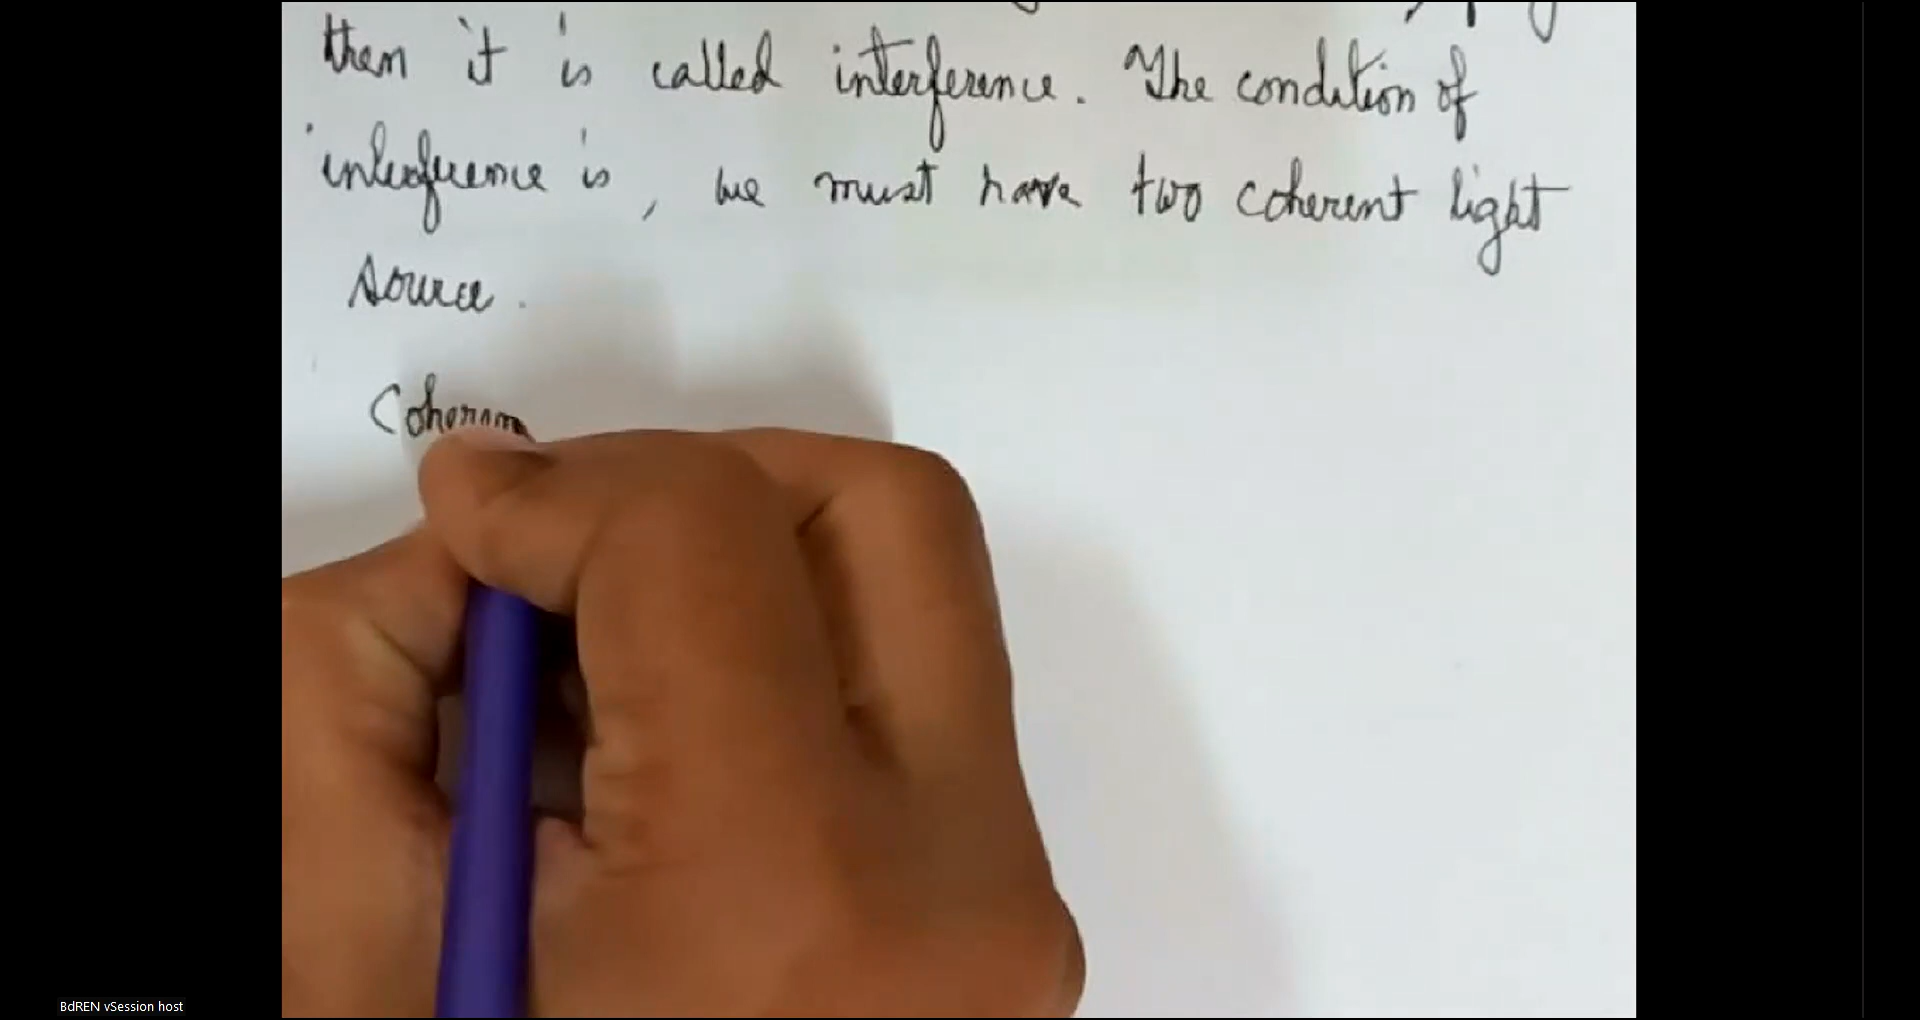 then it is called interference. The condition of
interference is, we must have two coherent light
source.
Coheren
BdREN vSession host